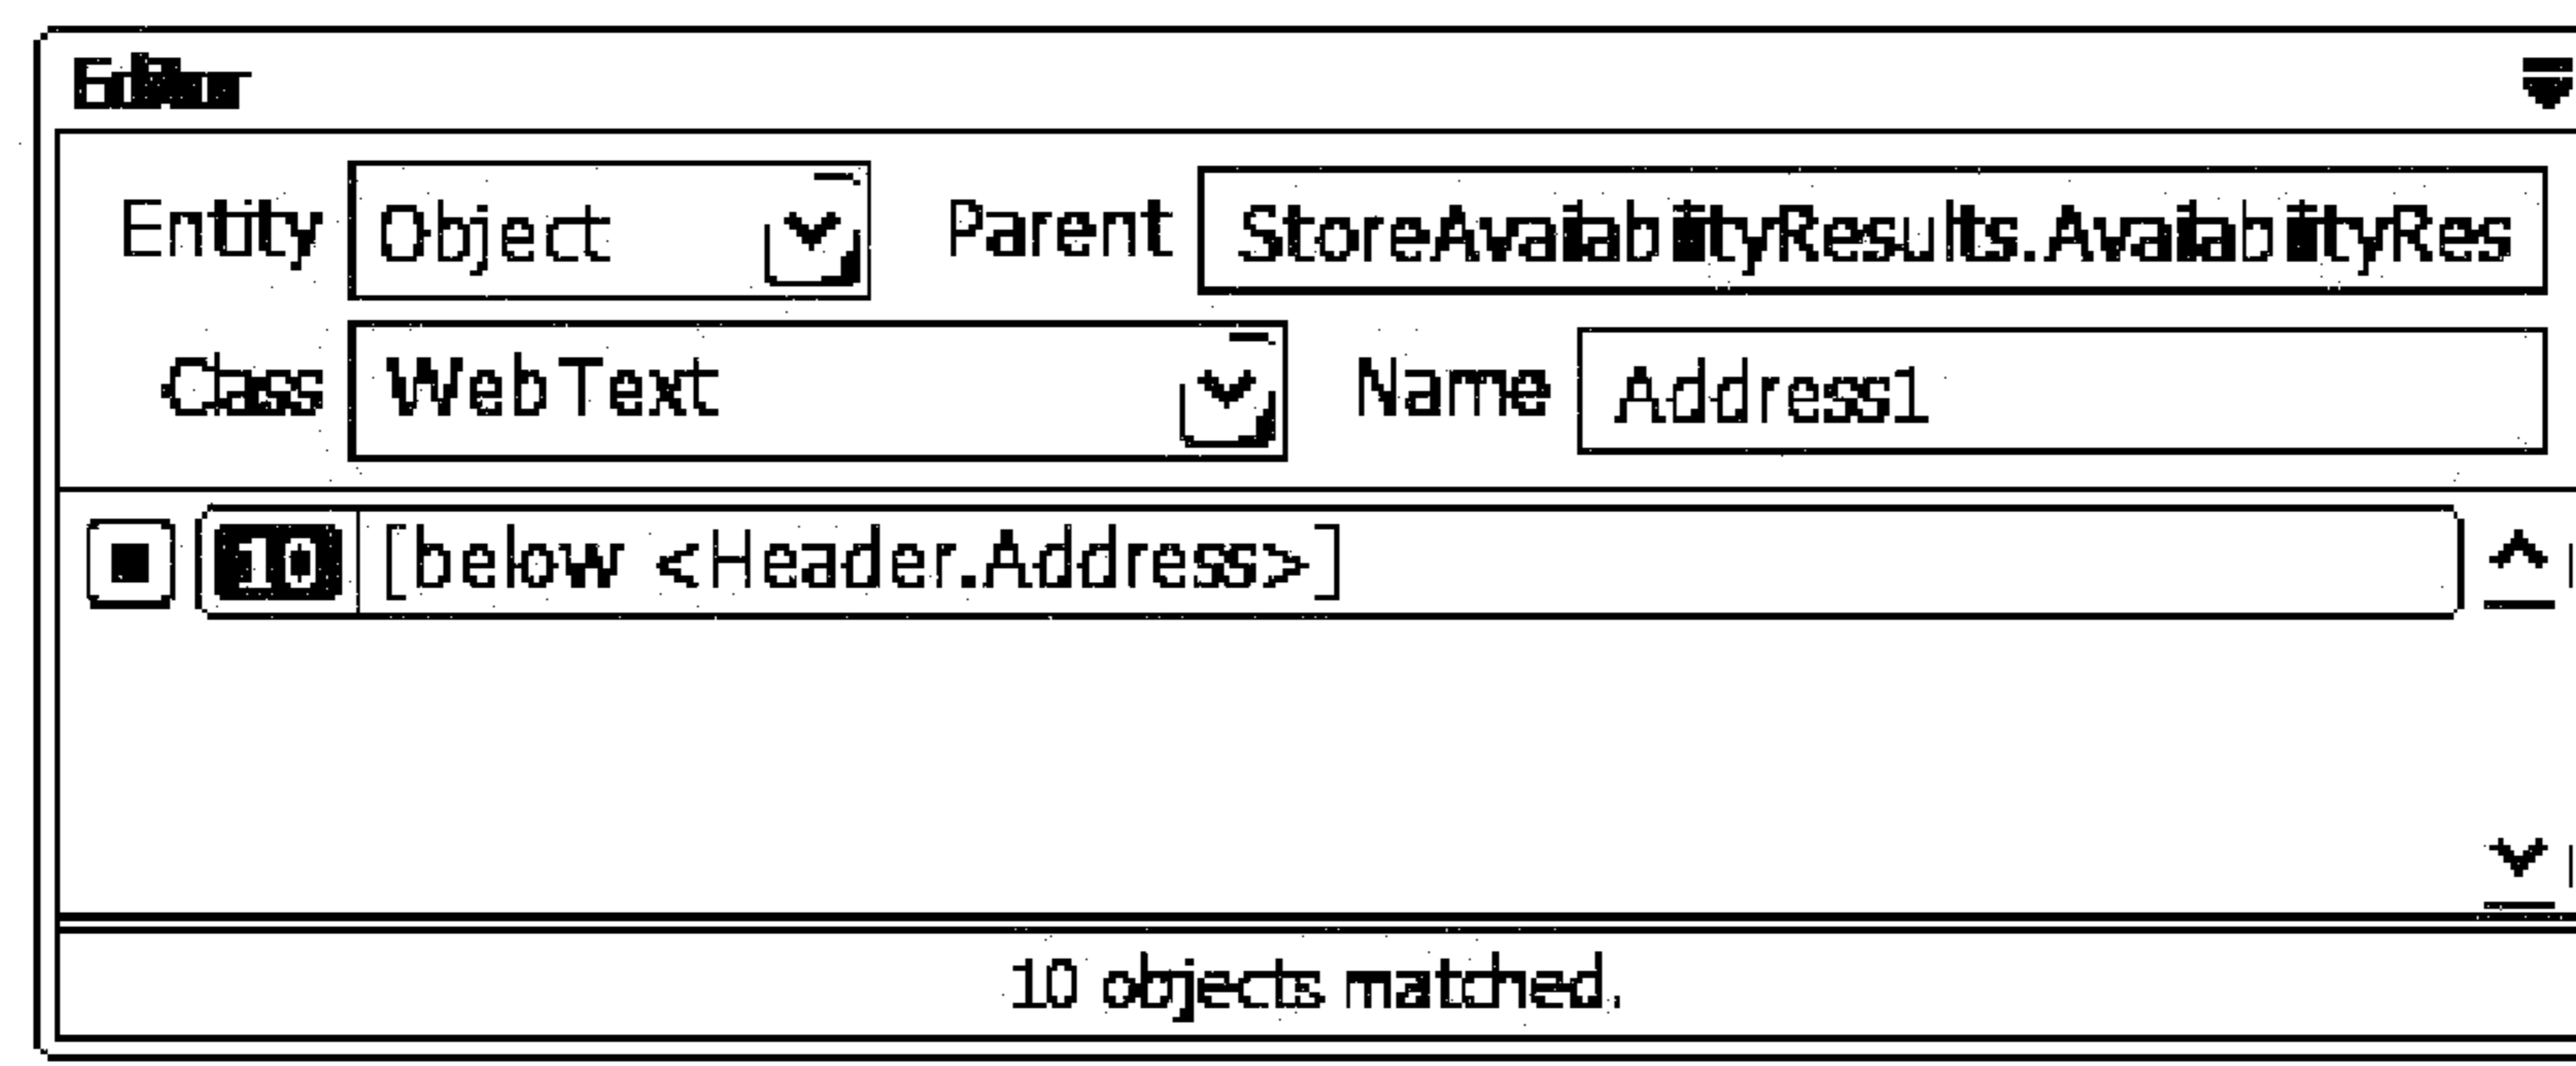 Editor
Entity Object Parent StoreAvailabilityResults.AvailabilityRes
Class WebText Name Address1
10 [below <Header.Address>]
10 objects matched.